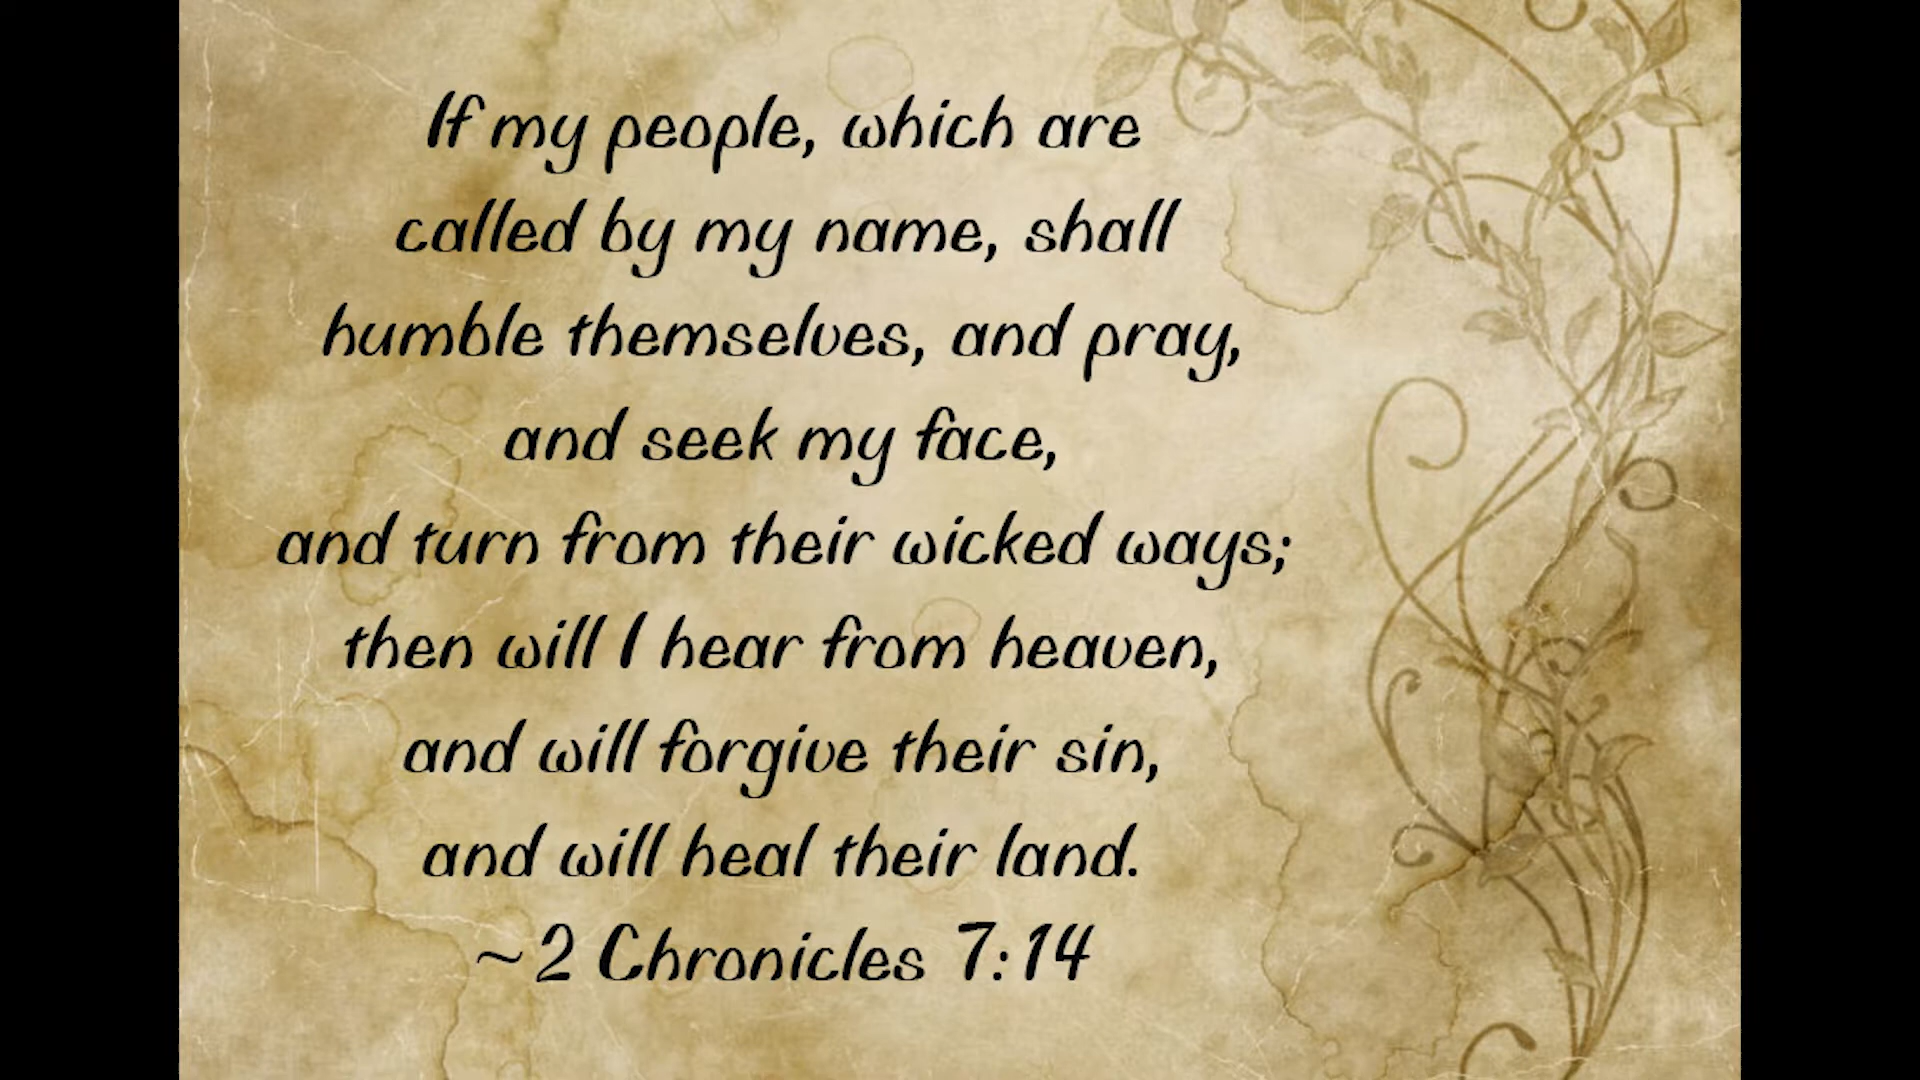 If my people, which are
called by my name, shall
humble themselves, and pray,
and seek my face,
and turn from their wicked ways;
then will I hear from heaven,
and will forgive their sin,
and will heal their land.
~2 Chronicles 7:14